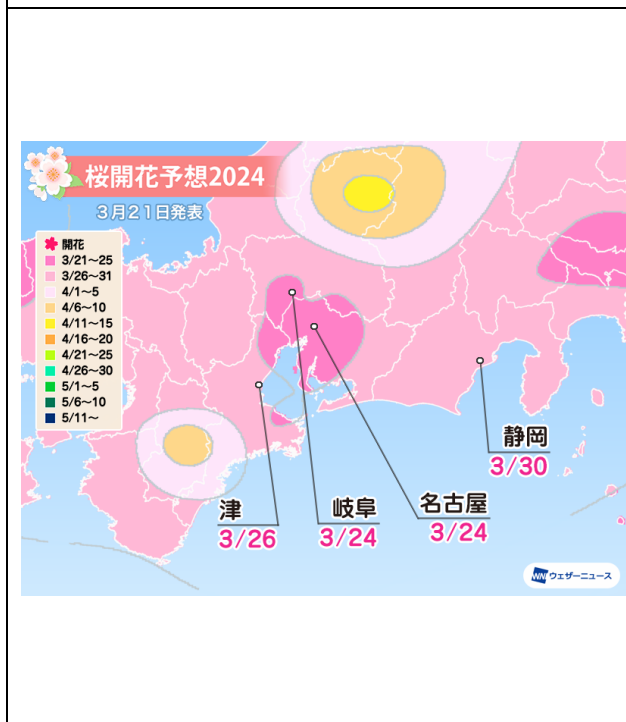 桜開花予想2024
3月21日発表
開花
3/21～25
3/26～31
4/1～5
4/6～10
4/11～15
4/16～20
4/21～25
4/26～30
5/1～5
5/6～10
5/11～
静岡
3/30
名古屋
3/24
岐阜
3/24
津
3/26
WNI ウェザーニュース